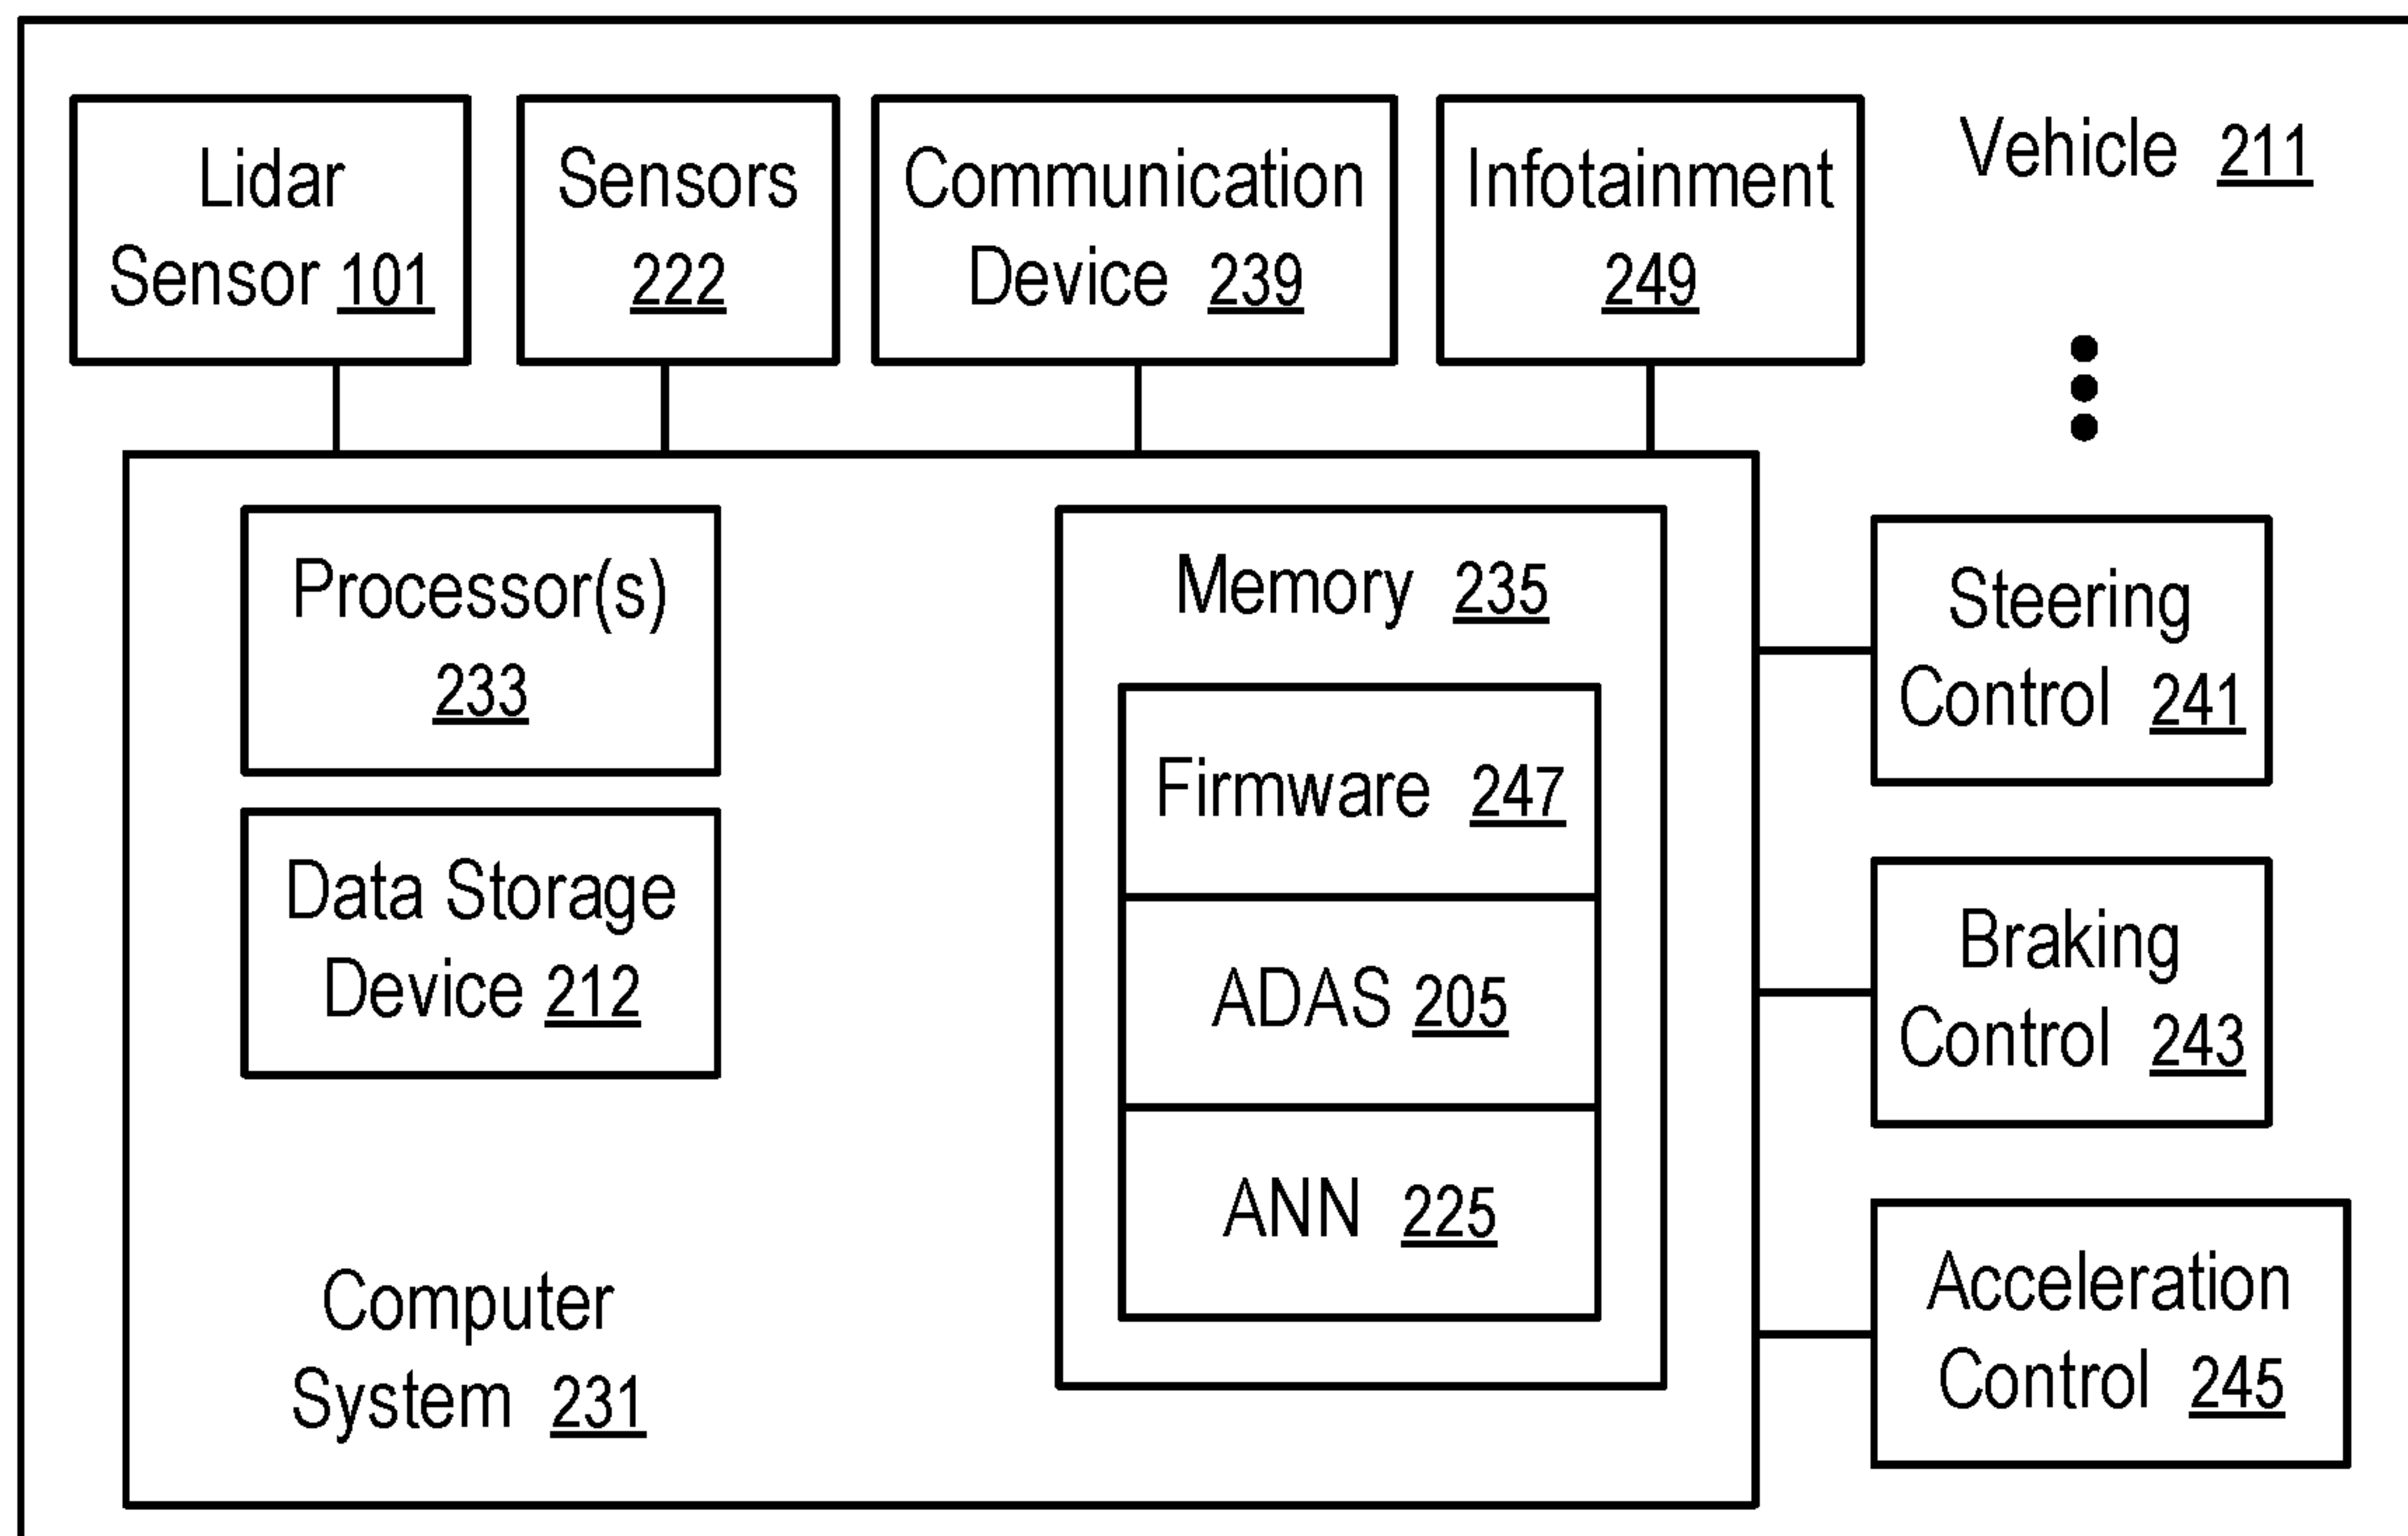 Lidar
Sensor 101
Sensors
222
Communication
Device 239
Infotainment
249
Vehicle 211
Processor(s)
233
Data Storage
Device 212
Computer
System 231
Memory 235
Firmware 247
ADAS 205
ANN 225
Steering
Control 241
Braking
Control 243
Acceleration
Control 245